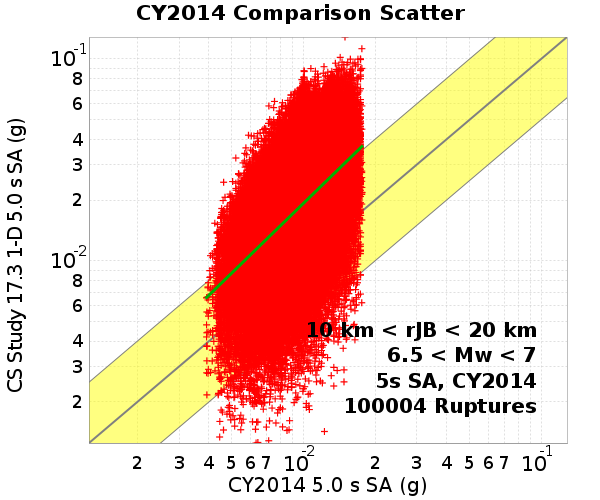 CY2014 Comparison Scatter
CS Study 17.3 1-D 5.0 s SA (g)
10-1
8
6
4
3
2
10-2
8
6
4
3
2
10 km < rJB < 20 km
6.5 < Mw < 7
5s SA, CY2014
100004 Ruptures
2 3 4 5 6 7 10-2 2 3 4 5 6 7 10-1
CY2014 5.0 s SA (g)